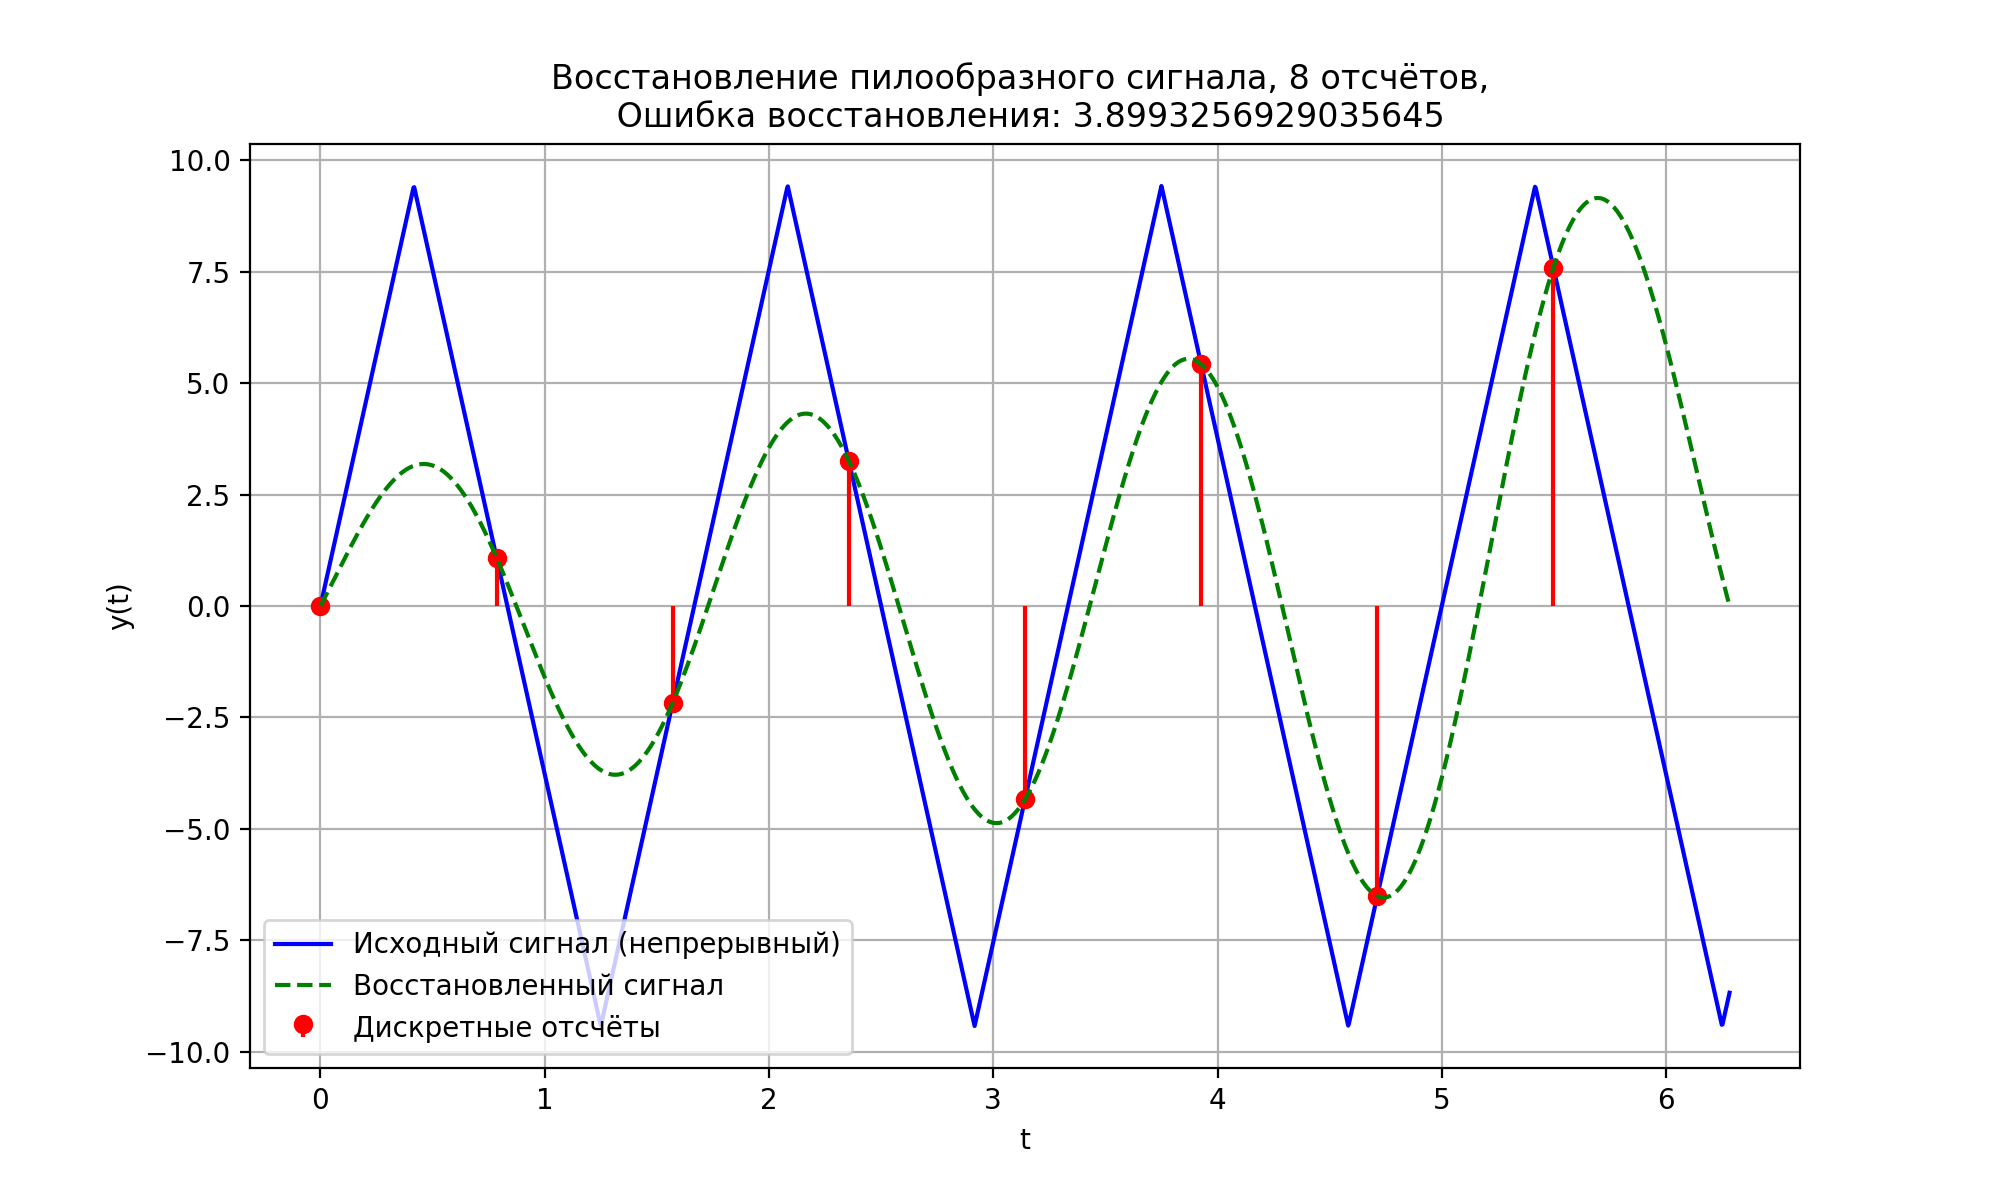 Восстановление пилообразного сигнала, 8 отсчётов,
Ошибка восстановления: 3.8993256929035645
10.0
7.5
5.0
2.5
0.0
−2.5
−5.0
−7.5
−10.0
y(t)
Исходный сигнал (непрерывный)
Восстановленный сигнал
Дискретные отсчёты
0 1 2 3 4 5 6
t